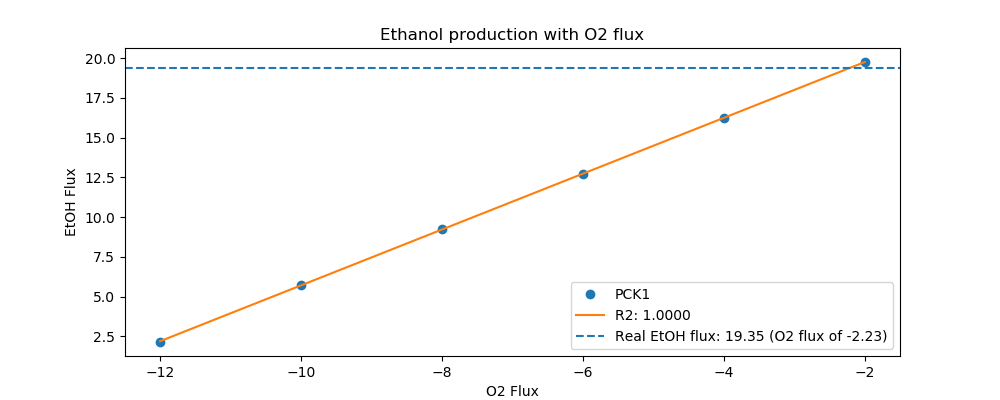 Ethanol production with O2 flux
20.0
17.5
15.0
12.5
10.0
7.5
5.0
2.5
EtOH Flux
PCK1
R2: 1.0000
Real EtOH flux: 19.35 (O2 flux of -2.23)
−12
−10
−8
−6
−4
−2
O2 Flux